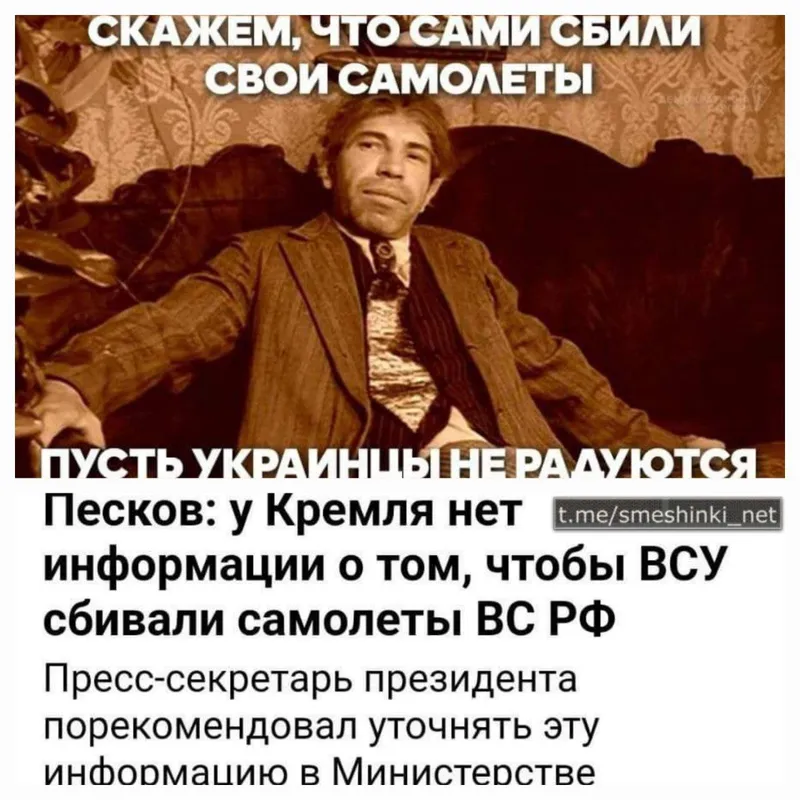 СКАЖЕМ, ЧТО САМИ СБИЛИ
СВОИ САМОЛЕТЫ
ПУСТЬ УКРАИНЦЫ НЕ РАДУЮТСЯ
Песков: у Кремля нет
t.me/smeshinki_net
информации о том, чтобы ВСУ
сбивали самолеты ВС РФ
Пресс-секретарь президента
порекомендовал уточнять эту
информацию в Министерстве